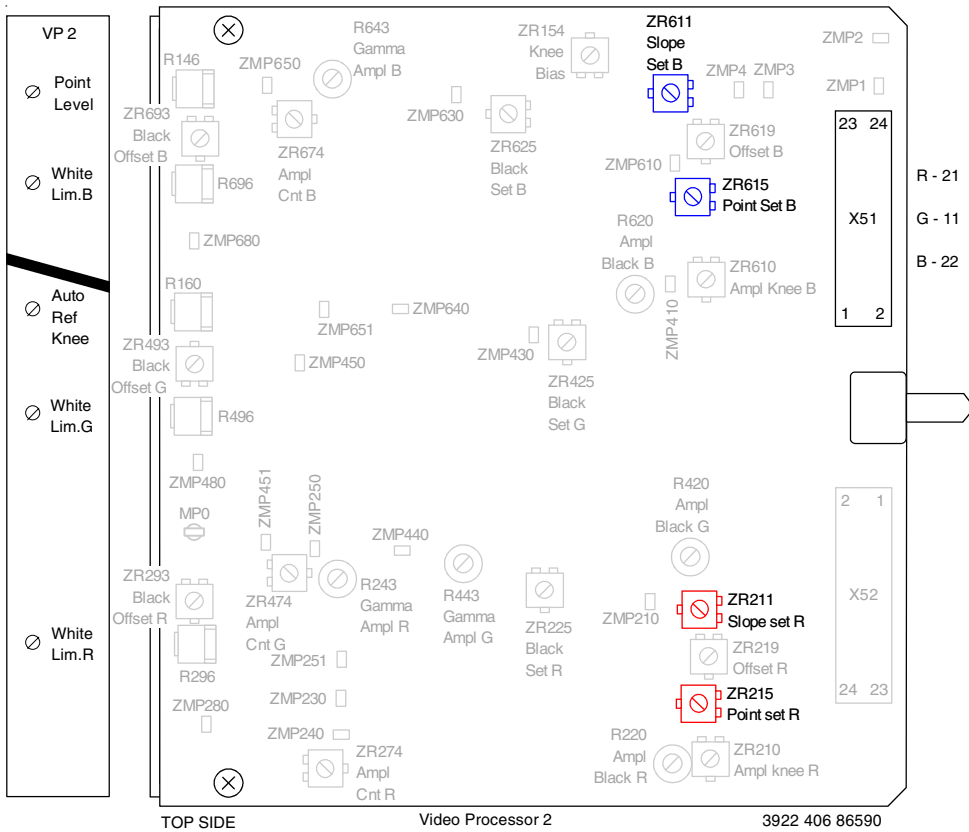 VP 2
Point
Level
White
Lim.B
Auto
Ref
Knee
White
Lim.G
White
Lim.R
R146
ZR693
Black
Offset B
R696
ZMP680
R160
ZR493
Black
Offset G
R496
ZMP480
MP0
ZR293
Black
Offset R
R296
ZMP280
ZMP650
R643
Gamma
Ampl B
ZR674
Ampl
Cnt B
ZMP630
ZR625
Black
Set B
ZR154
Knee
Bias
ZR611
Slope
Set B
ZMP4
ZMP3
ZMP2
ZMP1
ZR619
Offset B
ZMP610
ZR615
Point Set B
R620
Ampl
Black B
ZMP410
ZR610
Ampl Knee B
23 24
X51
1 2
R - 21
G - 11
B - 22
ZMP651
ZMP640
ZMP450
ZMP430
ZR425
Black
Set G
ZMP451
ZMP250
ZMP440
ZR474
Ampl
Cnt G
R243
Gamma
Ampl R
R443
Gamma
Ampl G
ZR225
Black
Set R
R420
Ampl
Black G
ZMP210
ZR211
Slope set R
ZR219
Offset R
ZR215
Point set R
R220
Ampl
Black R
ZR210
Ampl knee R
2 1
X52
24 23
ZMP251
ZMP230
ZMP240
ZR274
Ampl
Cnt R
TOP SIDE
Video Processor 2
3922 406 86590